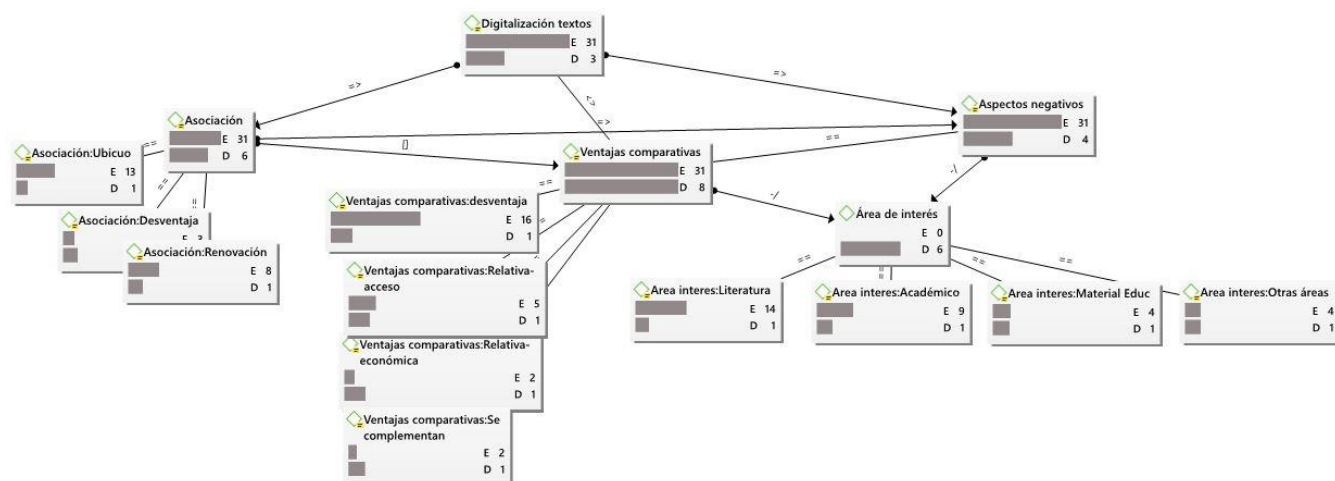 Digitalización textos
E 31
D 3
=>
=>
<>
Asociación
E 31
D 6
=>
==
Aspectos negativos
E 31
D 4
[]
Ventajas comparativas
E 31
D 8
==
Asociación:Ubicuo
E 13
D 1
==
==
Asociación:Desventaja
E 3
Asociación:Renovación
E 8
D 1
==
Ventajas comparativas:desventaja
E 16
D 1
-/
-/
Área de interés
E 0
D 6
Ventajas comparativas:Relativa-
acceso
E 5
D 1
Ventajas comparativas:Relativa-
económica
E 2
D 1
Ventajas comparativas:Se
complementan
E 2
D 1
==
==
==
==
Area interes:Literatura
E 14
D 1
Area interes:Académico
E 9
D 1
Area interes:Material Educ
E 4
D 1
Area interes:Otras áreas
E 4
D 1